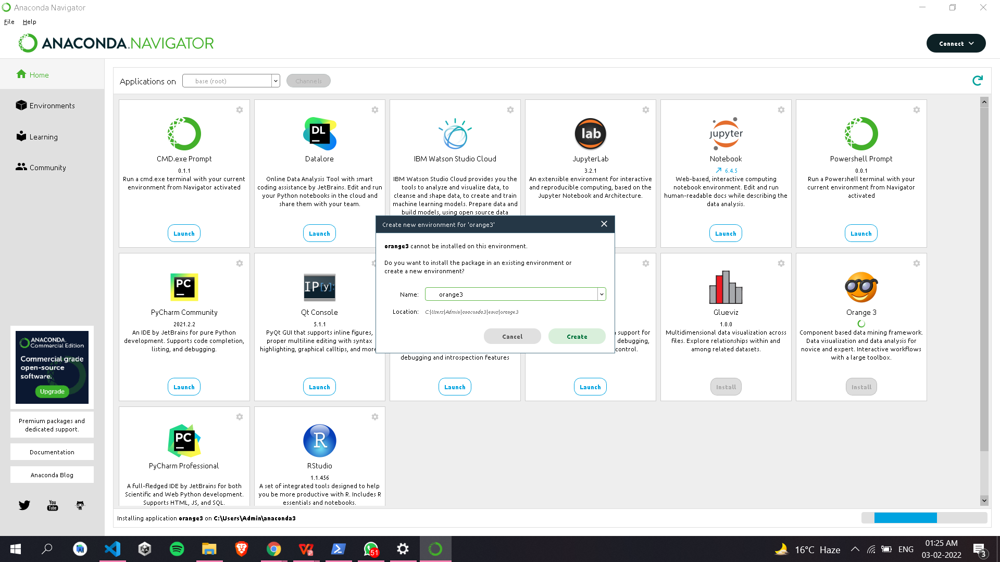 Anaconda Navigator
File Help
ANACONDA.NAVIGATOR
Connect
Home
Environments
Learning
Community
Applications on base (root) Channels
CMD.exe Prompt
0.1.1
Run a cmd.exe terminal with your current
environment from Navigator activated
Launch
DL
Datalore
Online Data Analysis Tool with smart
coding assistance by JetBrains. Edit and run
your Python notebooks in the cloud and
share them with your team.
Launch
IBM Watson Studio Cloud
IBM Watson Studio Cloud provides you the
tools to analyze and visualize data, to
cleanse and shape data, to create and train
machine learning models. Prepare data and
build models, using open source data
lab
JupyterLab
3.2.1
An extensible environment for interactive
and reproducible computing, based on the
Jupyter Notebook and Architecture.
jupyter
Notebook
6.4.5
Web-based, interactive computing
notebook environment. Edit and run
human-readable docs while describing the
data analysis.
Launch
Powershell Prompt
0.0.1
Run a Powershell terminal with your
current environment from Navigator
activated
Launch
Create new environment for 'orange3'
orange3 cannot be installed on this environment.
Do you want to install the package in an existing environment or
create a new environment?
Name: orange3
Location: C:\Users\Admin\anaconda3\envs\orange3
Cancel Create
PC
PyCharm Community
2021.2.2
An IDE by JetBrains for pure Python
development. Supports code completion,
listing, and debugging.
Launch
IP[y]:
Qt Console
5.1.1
PyQt GUI that supports inline figures,
proper multiline editing with syntax
highlighting, graphical calltips, and more
Launch
debugging and introspection features
Launch
support for
debugging,
control.
Launch
Glueviz
1.0.0
Multidimensional data visualization across
files. Explore relationships within and
among related datasets.
Install
Orange 3
Component based data mining framework.
Data visualization and data analysis for
novice and expert. Interactive workflows
with a large toolbox.
Install
PC
PyCharm Professional
A full-fledged IDE by JetBrains for both
Scientific and Web Python development.
Supports HTML, JS, and SQL.
R
RStudio
1.1.456
A set of integrated tools designed to help
you be more productive with R. Includes R
essentials and notebooks.
ANACONDA.
Commercial Edition
Commercial grade
open-source
software.
Upgrade
Premium packages and
dedicated support.
Documentation
Anaconda Blog
You
Tube
Installing application orange3 on C:\Users\Admin\anaconda3
51
16°C Haze
ENG
01:25 AM
03-02-2022
3